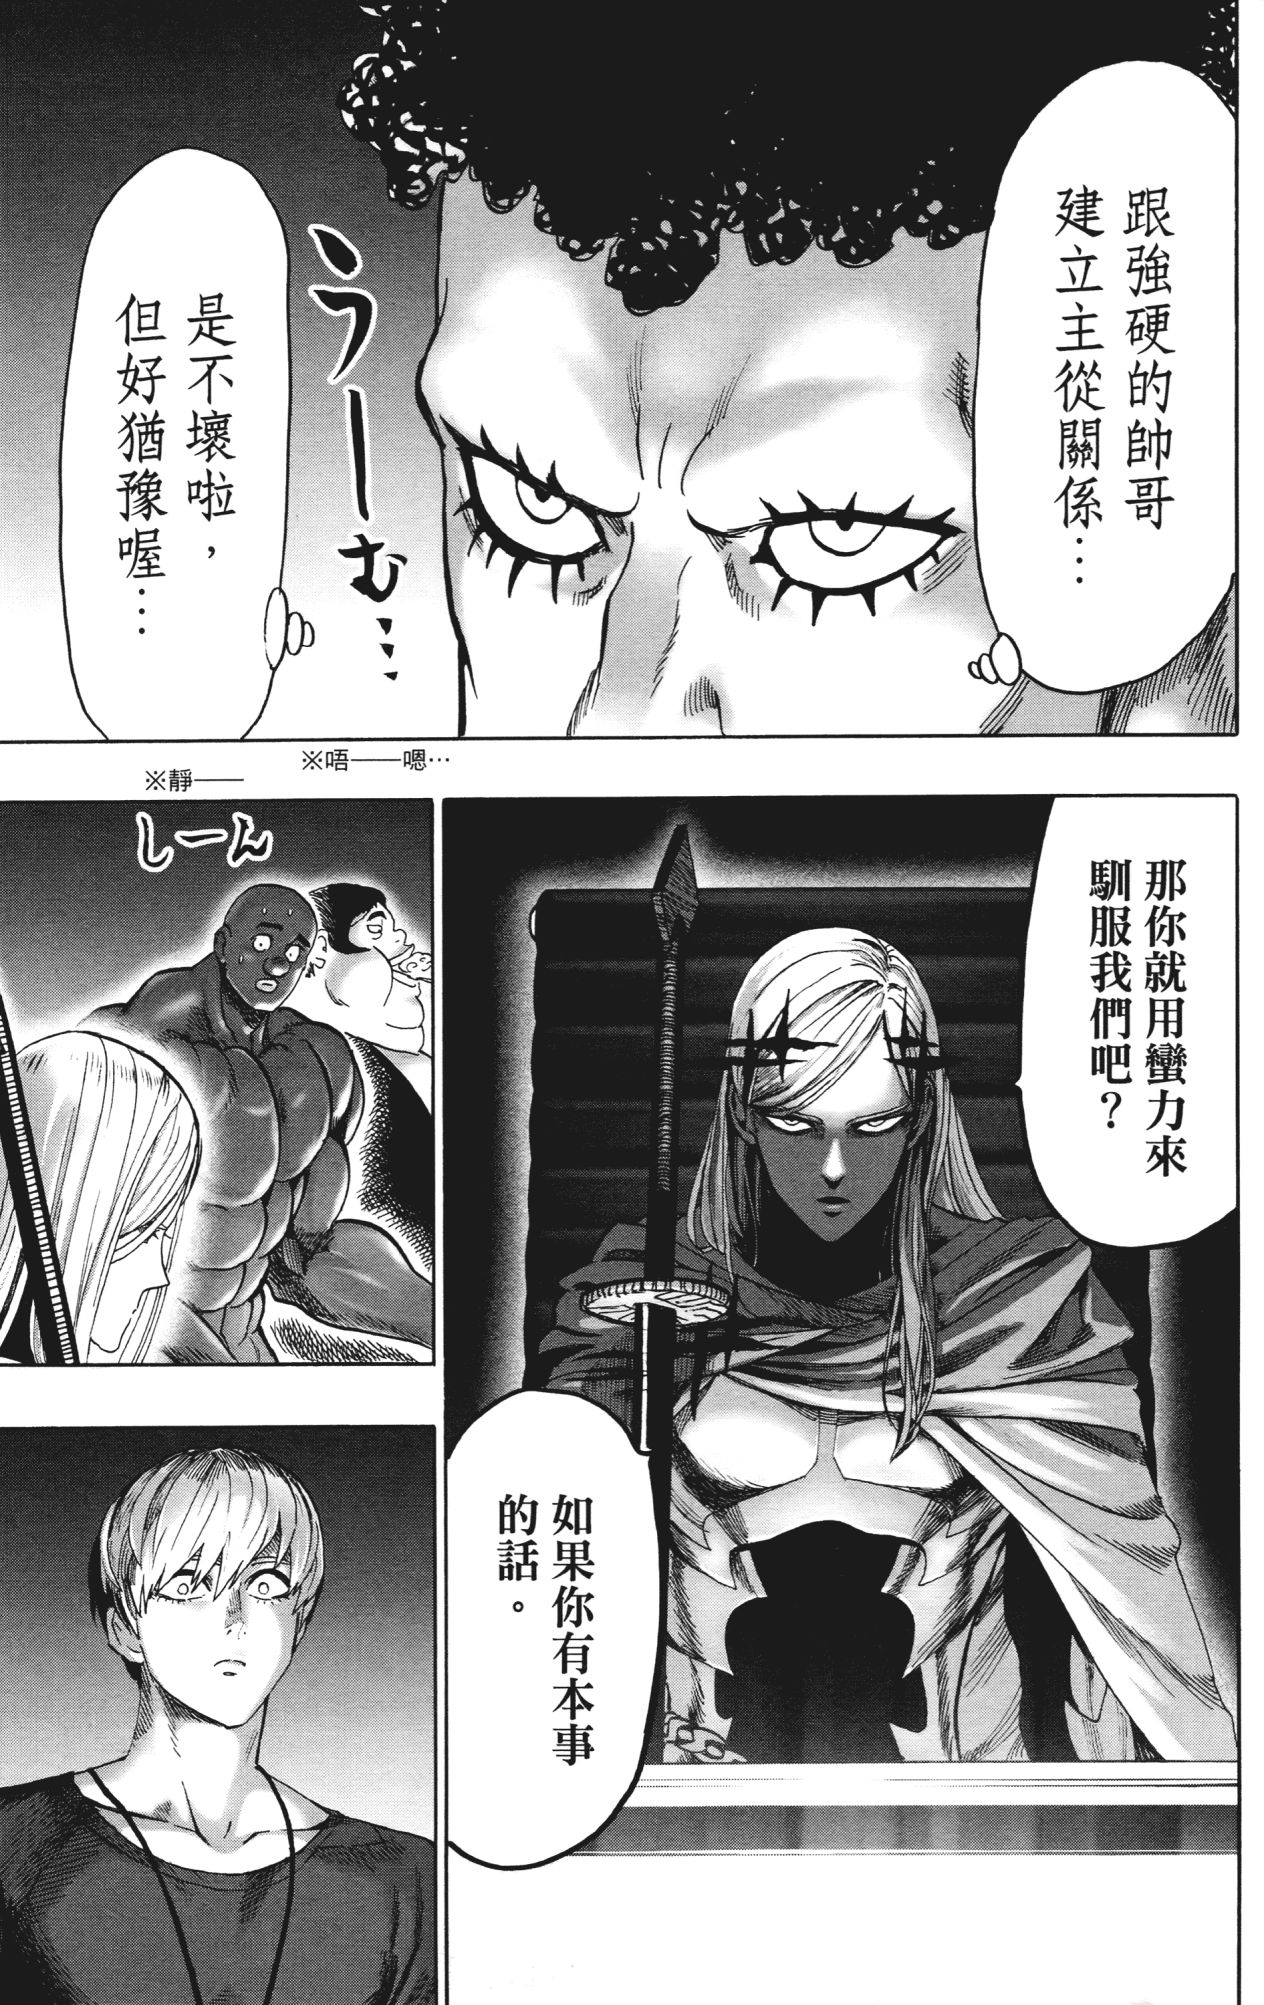 跟強硬的帥哥
建立主從關係…
うーむ…
是不壞啦，
但好猶豫喔…
※唔——嗯…
※靜——
那你就用蠻力來
馴服我們吧？
如果你有本事
的話。
しーん